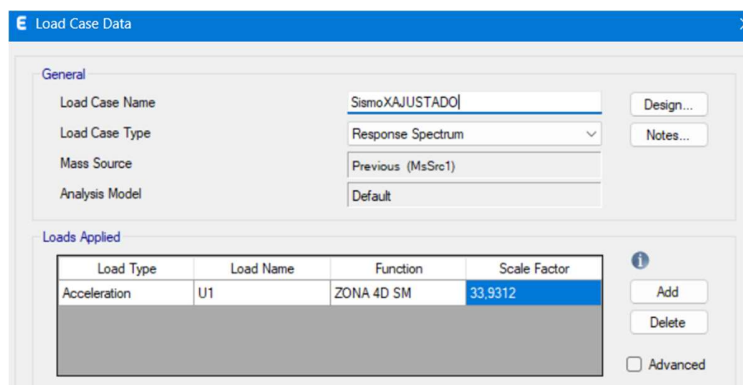 E Load Case Data
General
Load Case Name SismoXAJUSTADO Design...
Load Case Type Response Spectrum Notes...
Mass Source Previous (MsSrc1)
Analysis Model Default
Loads Applied
Load Type Load Name Function Scale Factor
Acceleration U1 ZONA 4D SM 33,9312 Add
Delete
Advanced